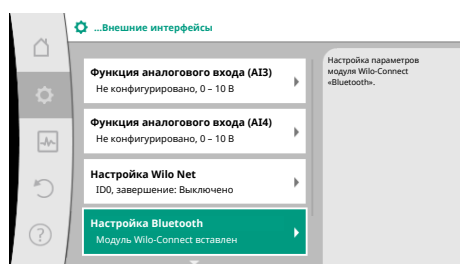 ...Внешние интерфейсы
Функция аналогового входа (AI3)
Не конфигурировано, 0 – 10 В
Функция аналогового входа (AI4)
Не конфигурировано, 0 – 10 В
Настройка Wilo Net
ID0, завершение: Выключено
Настройка Bluetooth
Модуль Wilo-Connect вставлен
Настройка параметров
модуля Wilo-Connect
«Bluetooth».